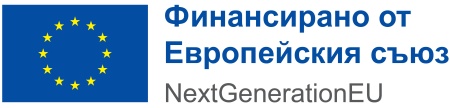 Финансирано от
Европейския съюз
NextGenerationEU